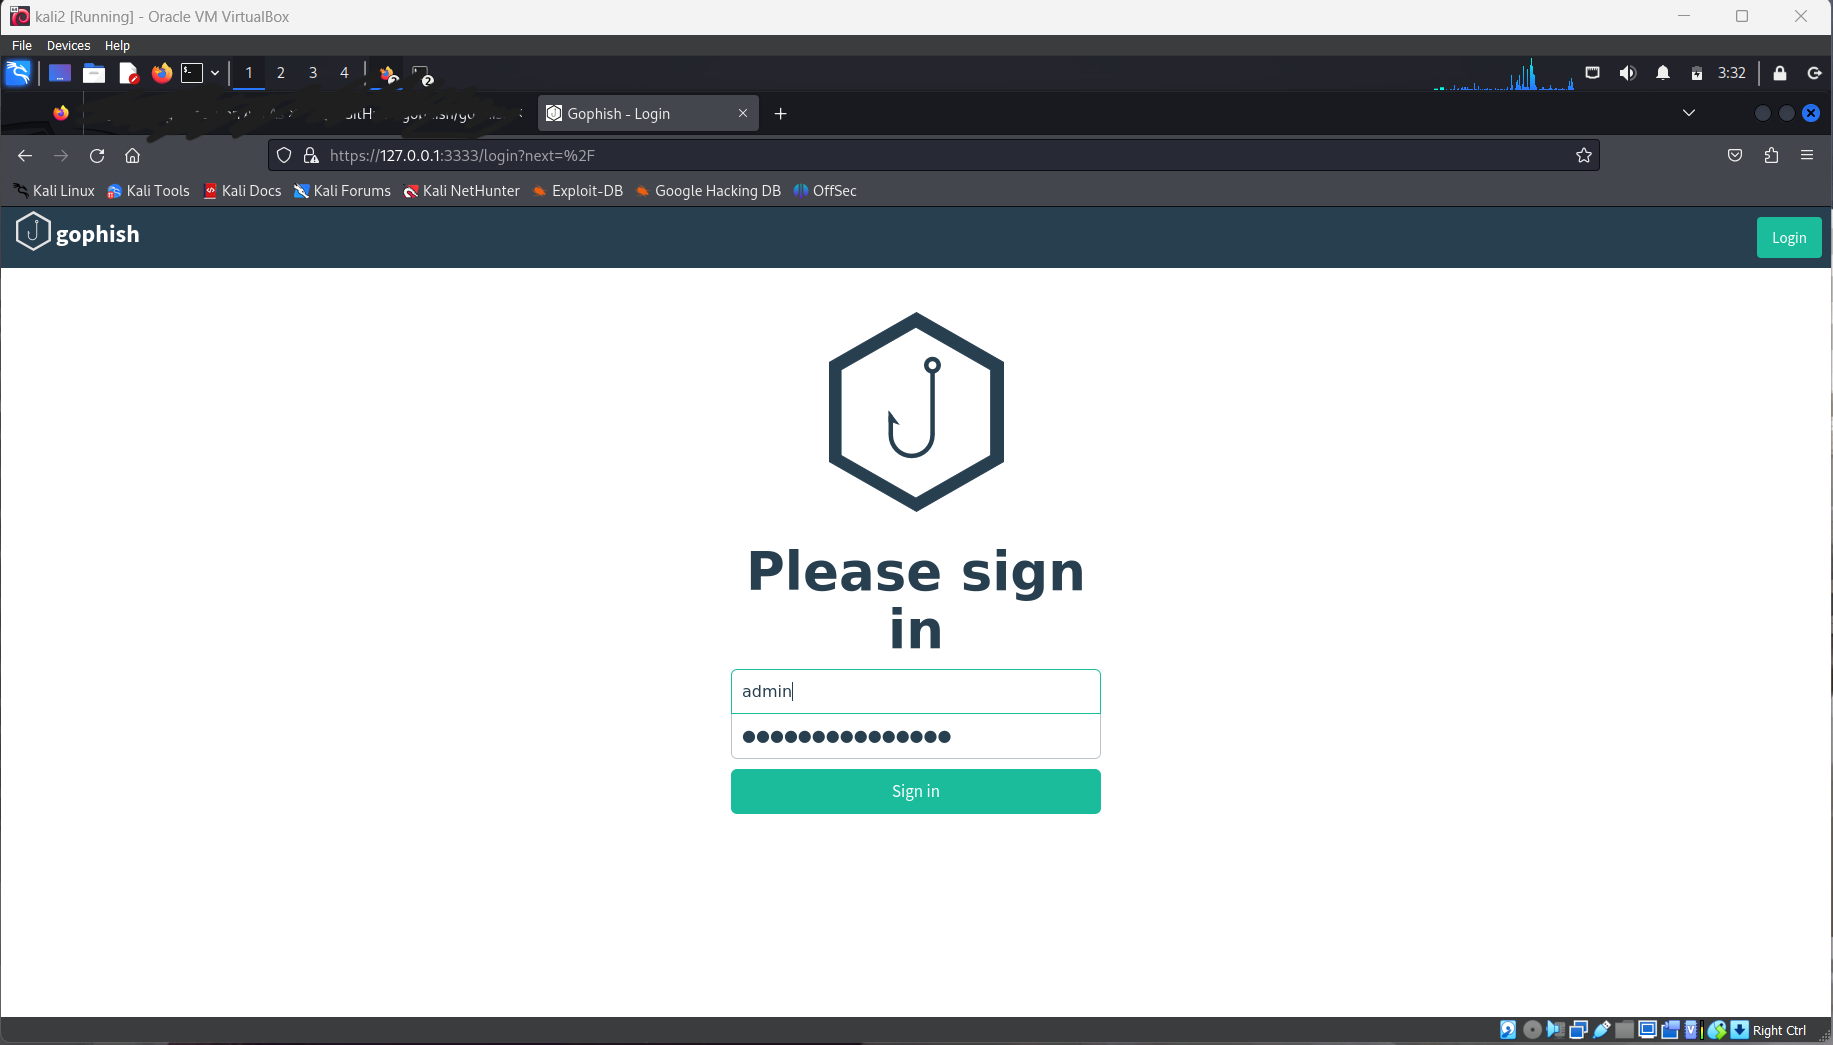 kali2 [Running] - Oracle VM VirtualBox
File Devices Help
1 2 3 4 2 2 3:32
Gophish - Login
https://127.0.0.1:3333/login?next=%2F
Kali Linux Kali Tools Kali Docs Kali Forums Kali NetHunter Exploit-DB Google Hacking DB OffSec
gophish Login
Please sign
in
admin
Sign in
Right Ctrl